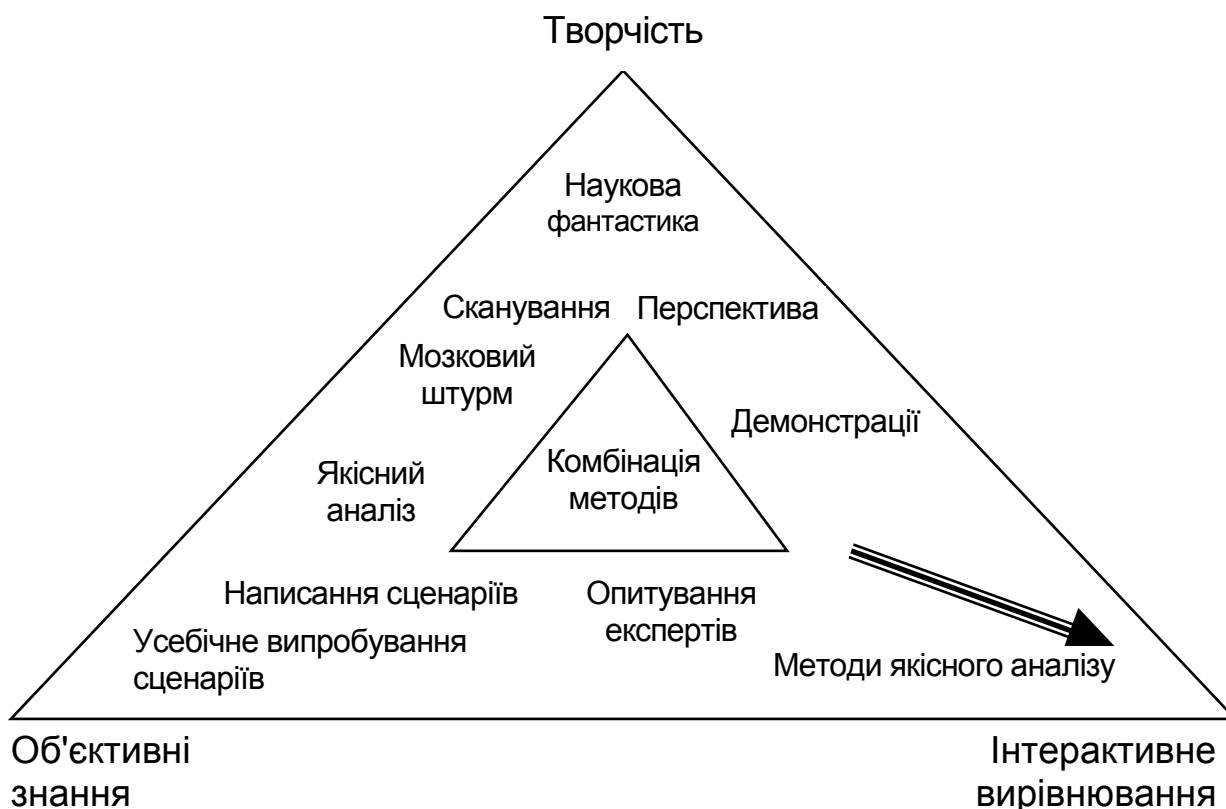 Творчість
Наукова
фантастика
Сканування
Перспектива
Мозковий
штурм
Демонстрації
Якісний
аналіз
Комбінація
методів
Написання сценаріїв
Опитування
експертів
Усебічне випробування
сценаріїв
Методи якісного аналізу
Об'єктивні
знання
Інтерактивне
вирівнювання